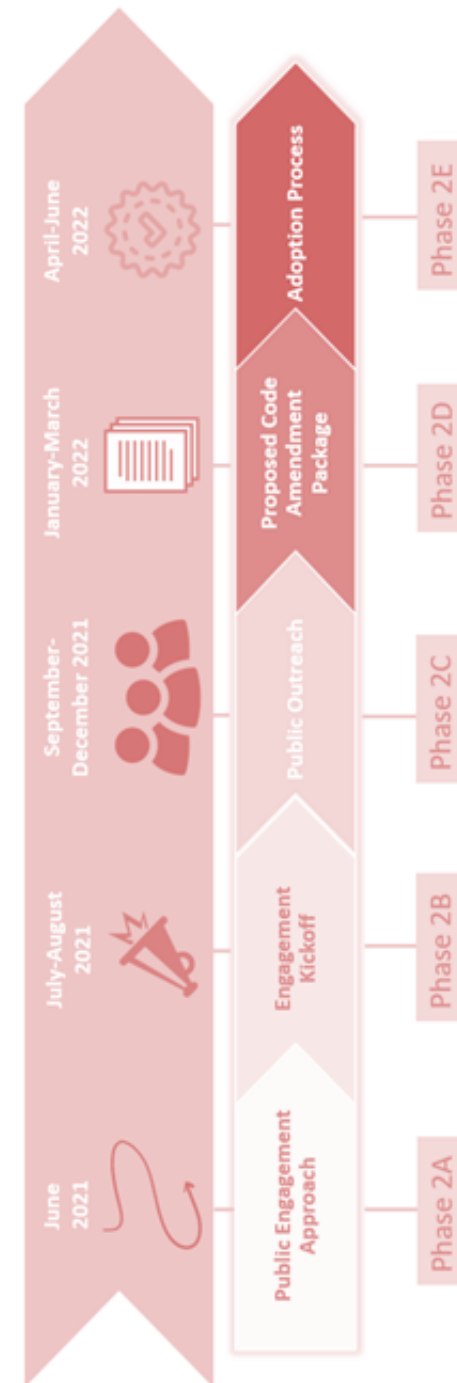 June
2021
July-August
2021
September-
December 2021
January-March
2022
April-June
2022
Public Engagement
Approach
Engagement
Kickoff
Public Outreach
Proposed Code
Amendment
Package
Adoption Process
Phase 2A
Phase 2B
Phase 2C
Phase 2D
Phase 2E